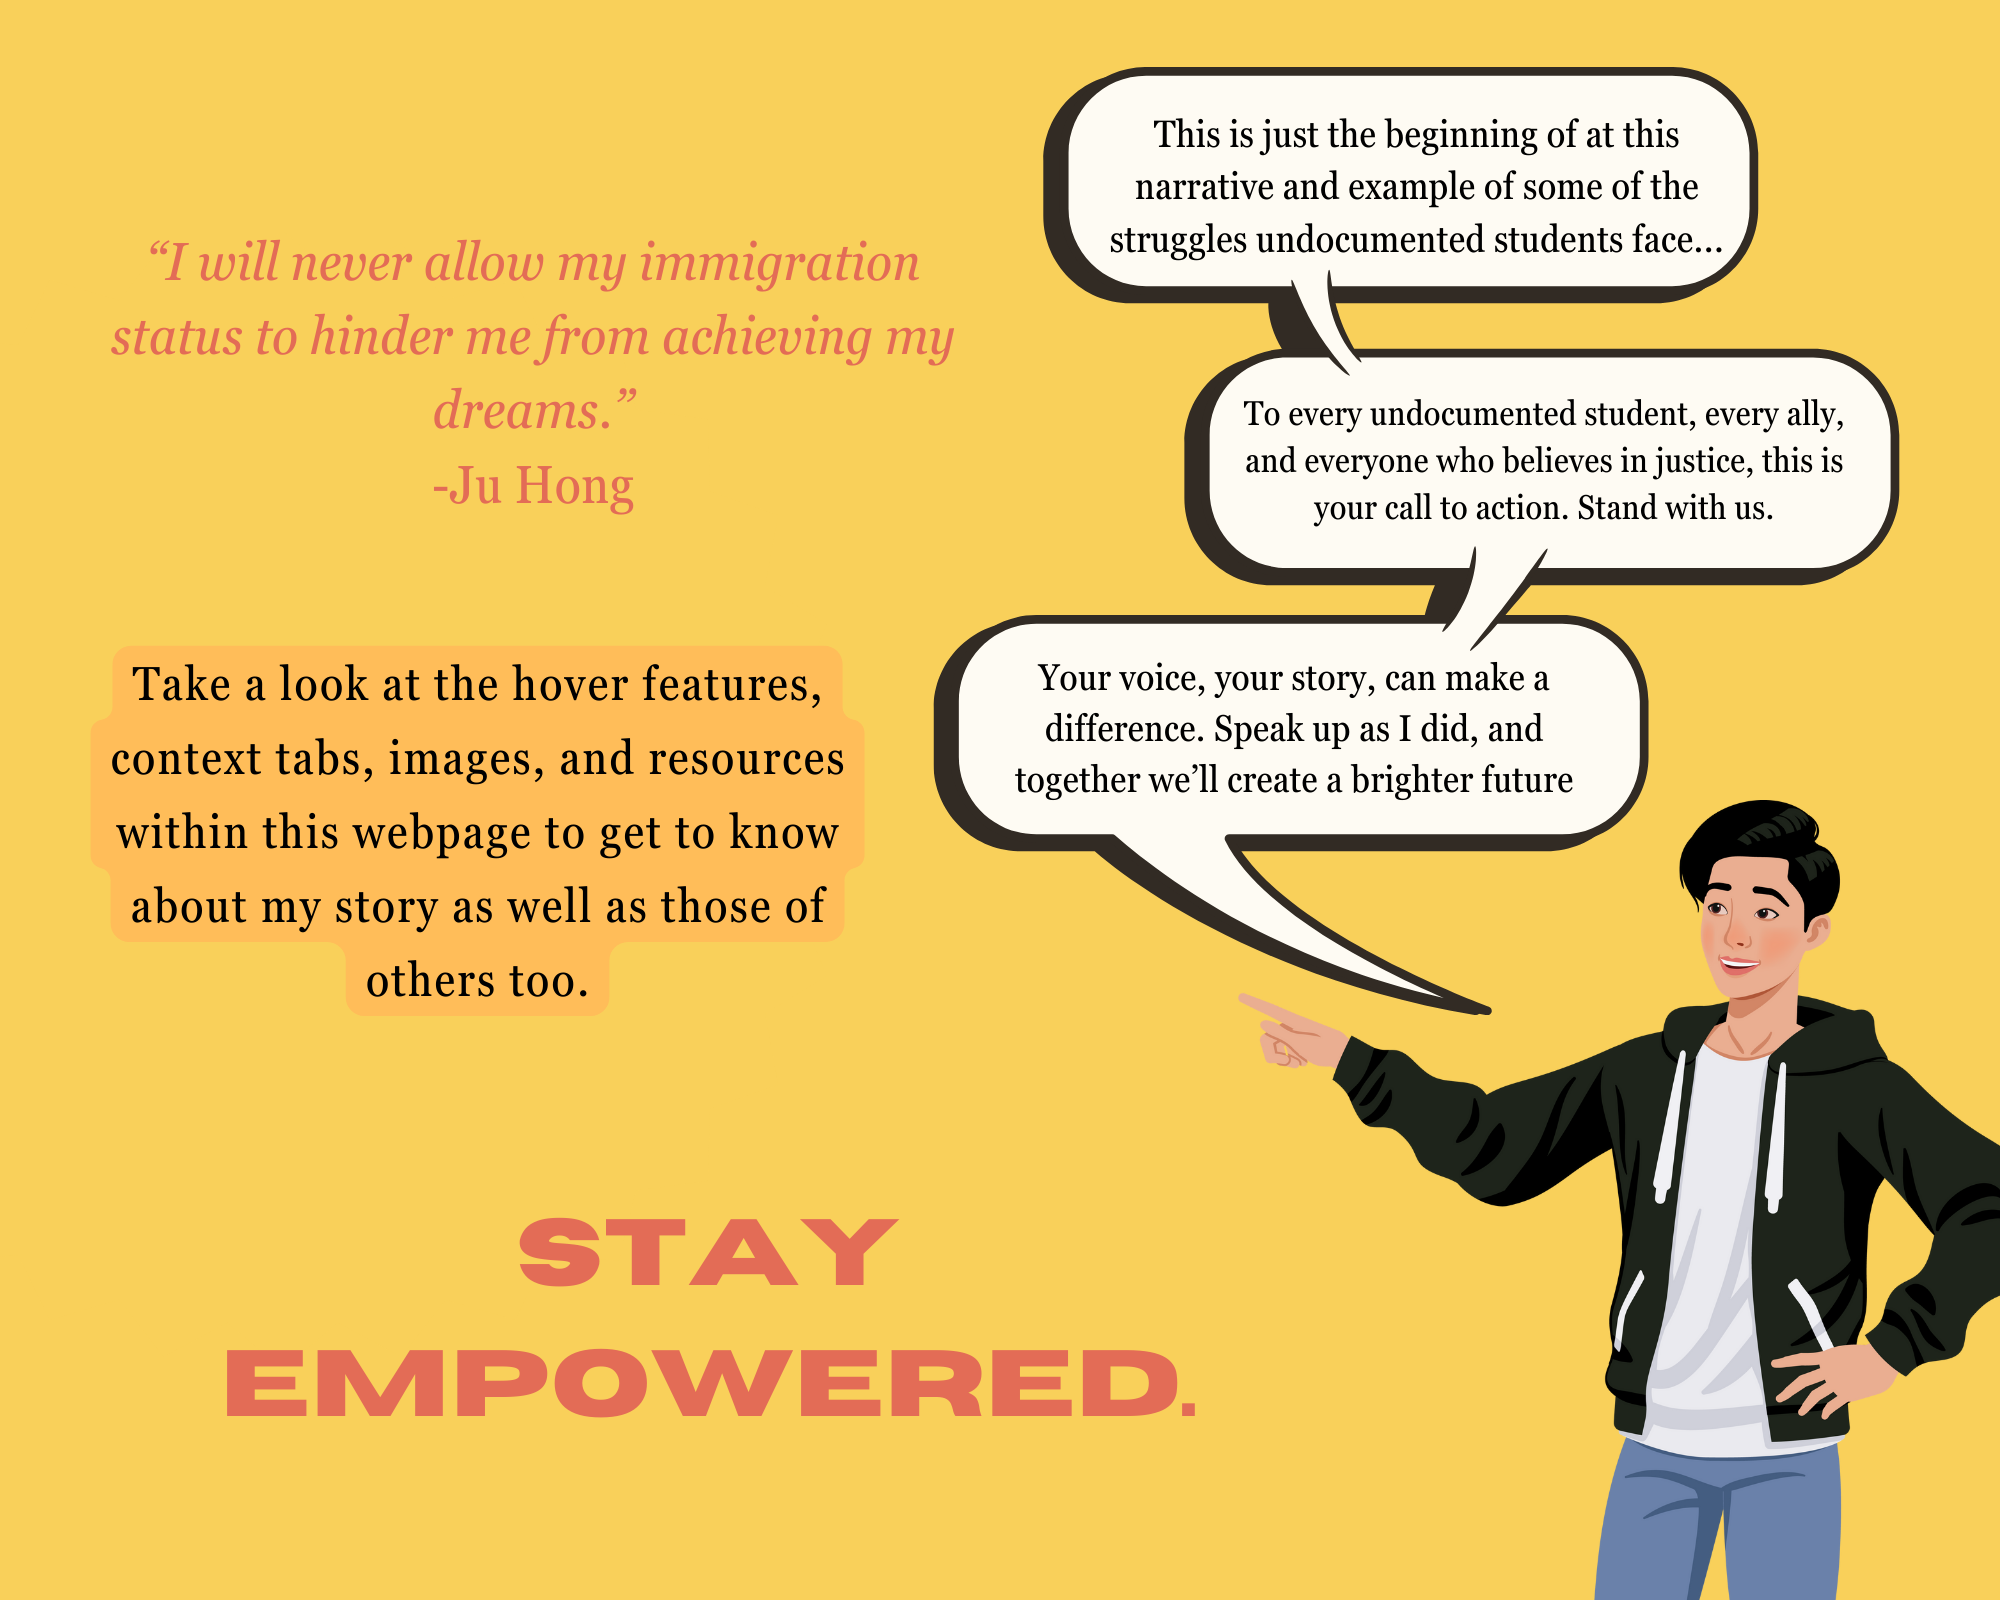 “I will never allow my immigration
status to hinder me from achieving my
dreams.”
-Ju Hong
Take a look at the hover features,
context tabs, images, and resources
within this webpage to get to know
about my story as well as those of
others too.
This is just the beginning of at this
narrative and example of some of the
struggles undocumented students face...
To every undocumented student, every ally,
and everyone who believes in justice, this is
your call to action. Stand with us.
Your voice, your story, can make a
difference. Speak up as I did, and
together we’ll create a brighter future
STAY
EMPOWERED.